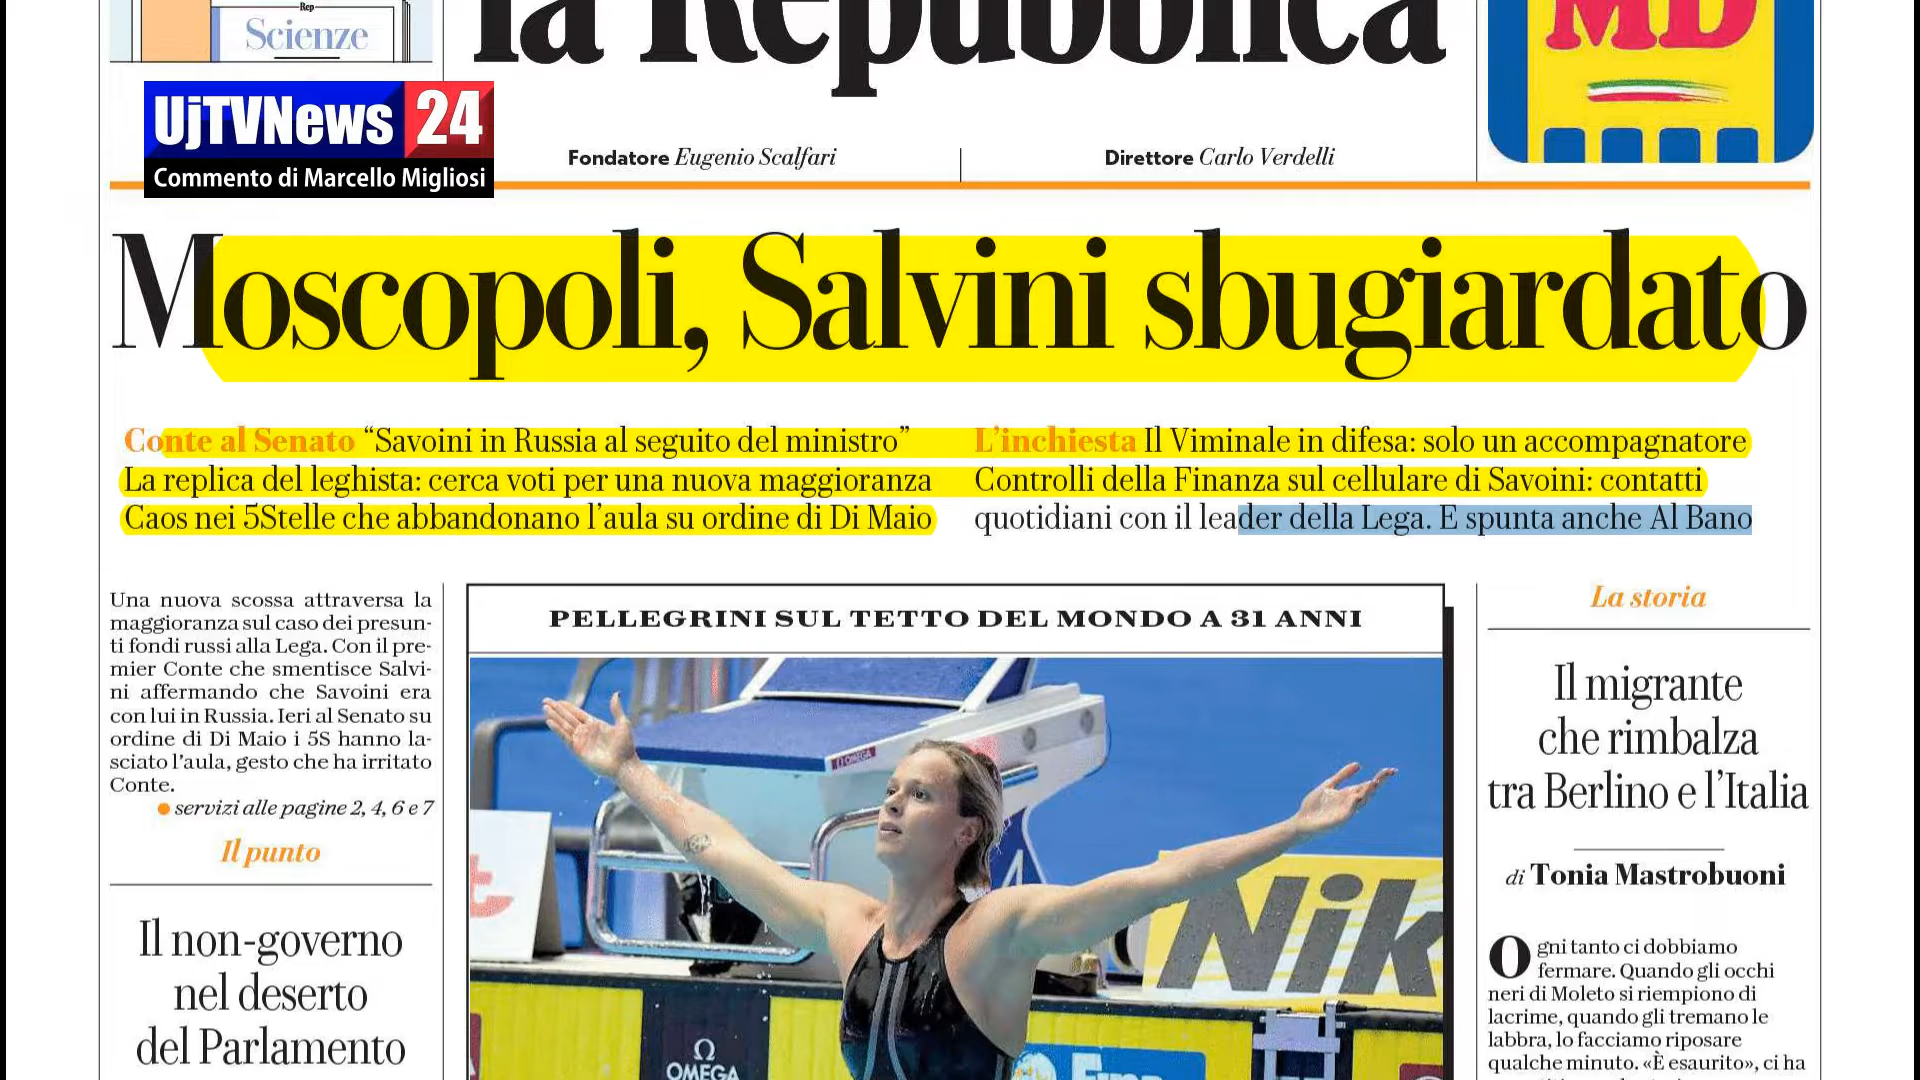 Rep
Scienze
la Repubblica
MD
UjTVNews 24
Commento di Marcello Migliosi
Fondatore Eugenio Scalfari
Direttore Carlo Verdelli
Moscopoli, Salvini sbugiardato
Conte al Senato “Savoini in Russia al seguito del ministro”
La replica del leghista: cerca voti per una nuova maggioranza
Caos nei 5Stelle che abbandonano l’aula su ordine di Di Maio
L’inchiesta Il Viminale in difesa: solo un accompagnatore
Controlli della Finanza sul cellulare di Savoini: contatti
quotidiani con il leader della Lega. E spunta anche Al Bano
Una nuova scossa attraversa la
maggioranza sul caso dei presun-
ti fondi russi alla Lega. Con il pre-
mier Conte che smentisce Salvi-
ni affermando che Savoini era
con lui in Russia. Ieri al Senato su
ordine di Di Maio i 5S hanno la-
sciato l’aula, gesto che ha irritato
Conte.
servizi alle pagine 2, 4, 6 e 7
Il punto
Il non-governo
nel deserto
del Parlamento
PELLEGRINI SUL TETTO DEL MONDO A 31 ANNI
OMEGA
Nik
Ω
OMEGA
La storia
Il migrante
che rimbalza
tra Berlino e l’Italia
di Tonia Mastrobuoni
Ogni tanto ci dobbiamo
fermare. Quando gli occhi
neri di Moleto si riempiono di
lacrime, quando gli tremano le
labbra, lo facciamo riposare
qualche minuto. «È esaurito», ci ha